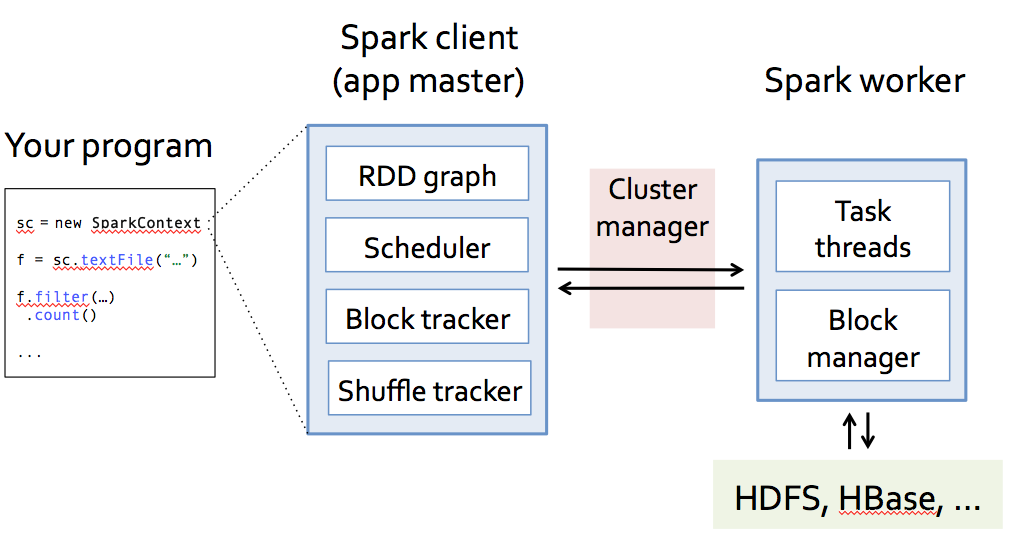 Your program
sc = new SparkContext
f = sc.textFile("…")
f.filter(…)
.count()
...
Spark client
(app master)
RDD graph
Scheduler
Block tracker
Shuffle tracker
Cluster
manager
Spark worker
Task
threads
Block
manager
HDFS, HBase, …